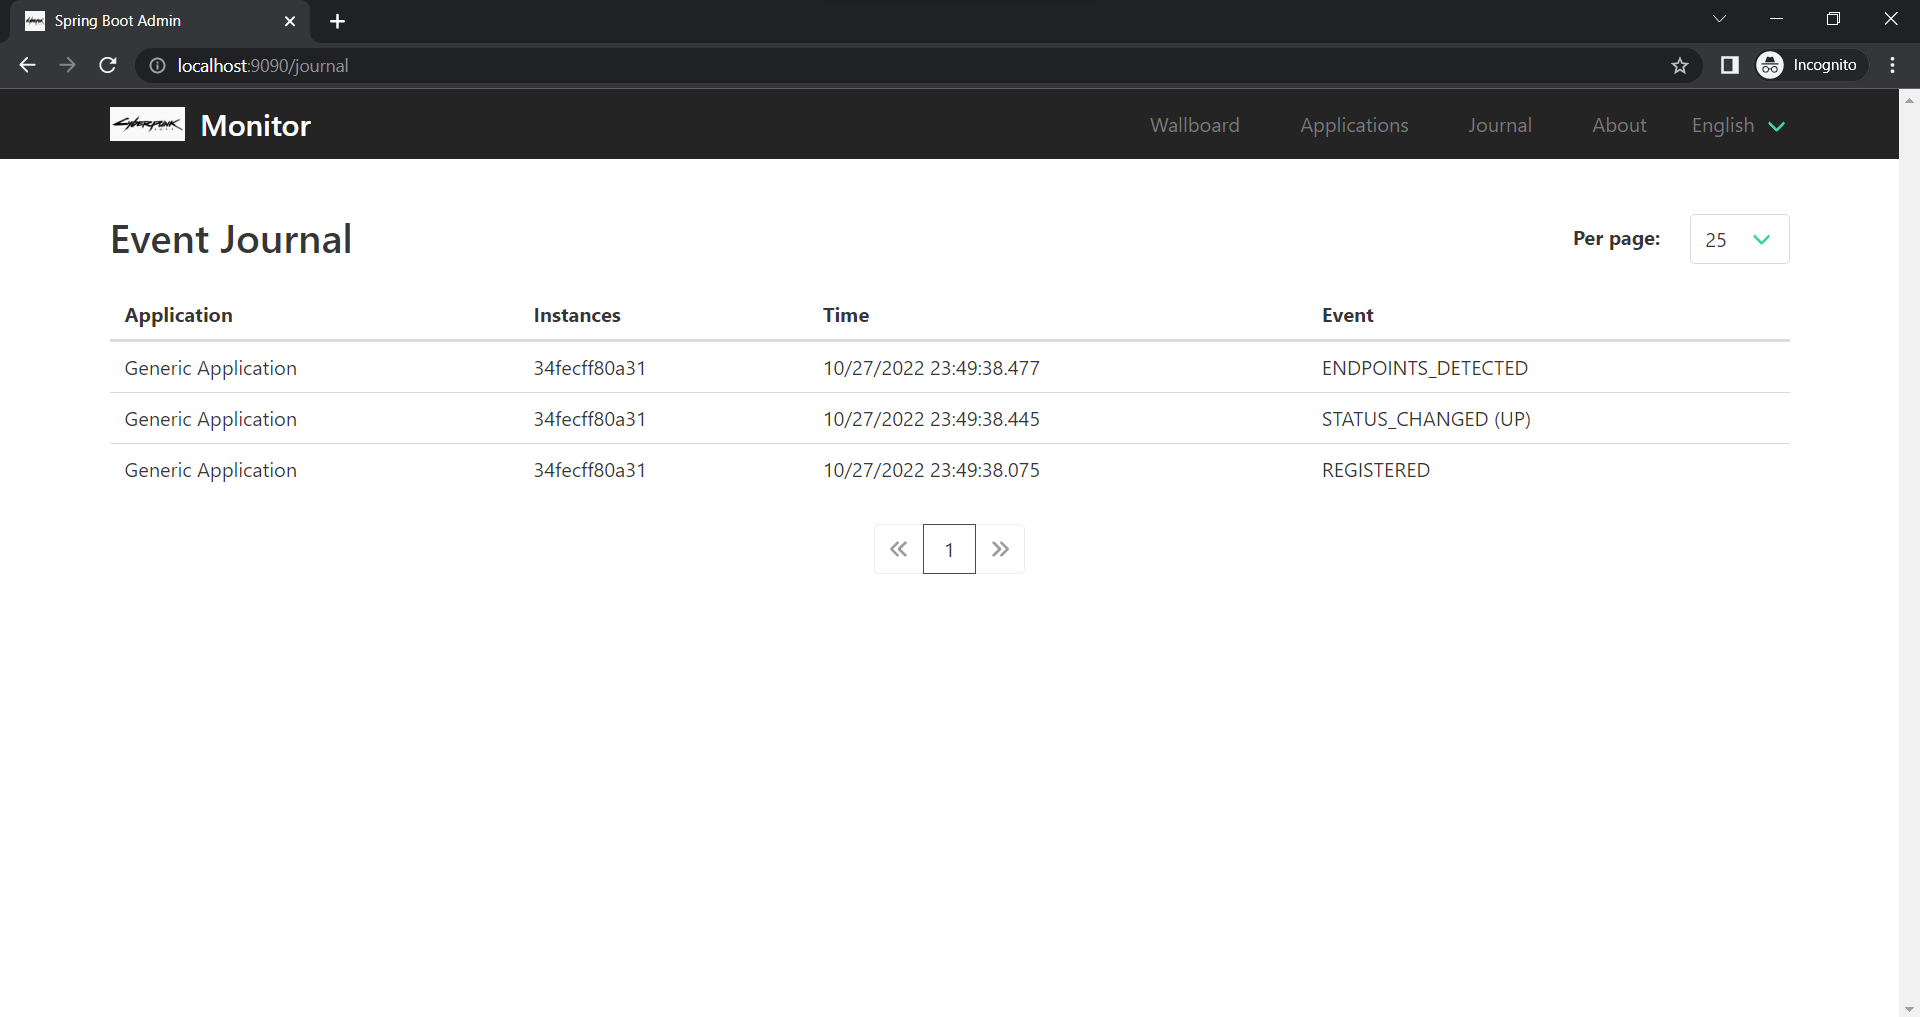 Spring Boot Admin
localhost:9090/journal
Incognito
CYBERPUNK Monitor Wallboard Applications Journal About English
Event Journal Per page: 25
Application Instances Time Event
Generic Application 34fecff80a31 10/27/2022 23:49:38.477 ENDPOINTS_DETECTED
Generic Application 34fecff80a31 10/27/2022 23:49:38.445 STATUS_CHANGED (UP)
Generic Application 34fecff80a31 10/27/2022 23:49:38.075 REGISTERED
1